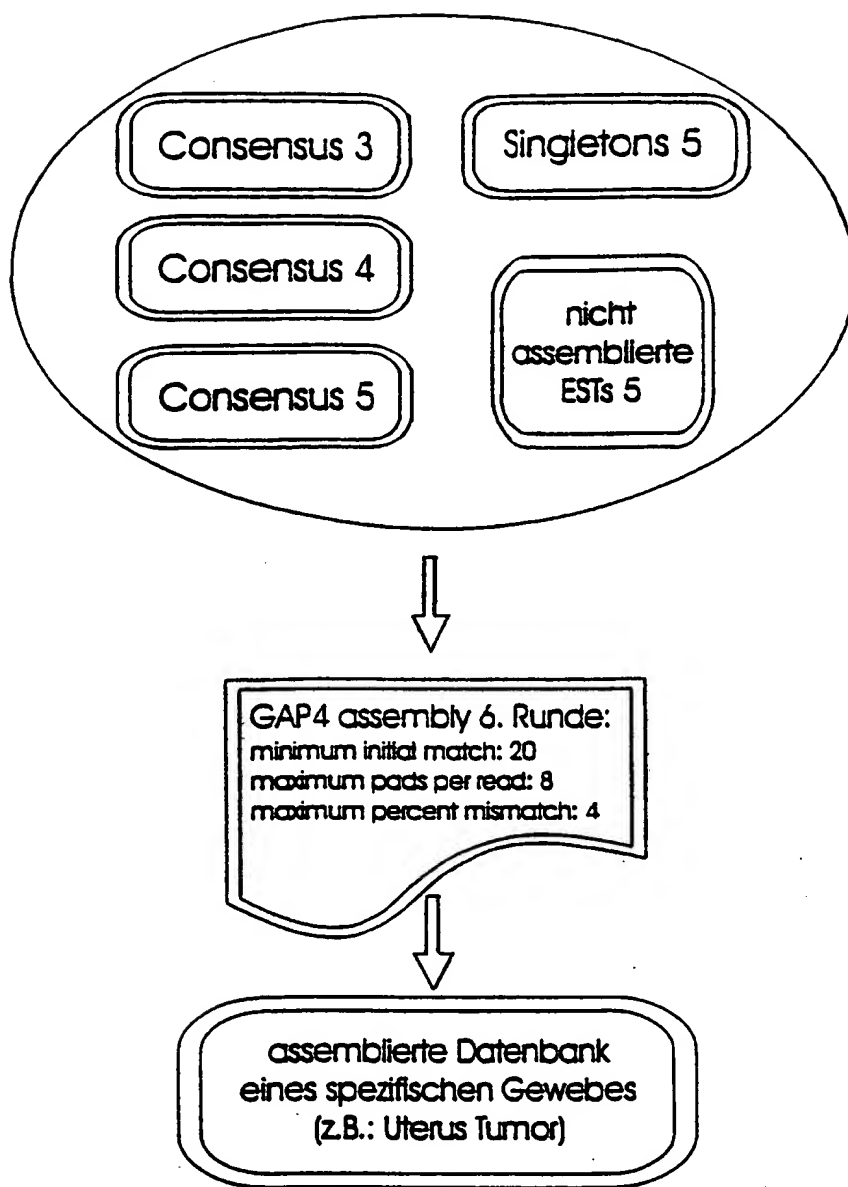 Consensus 3
Singletons 5
Consensus 4
nicht
assemblierte
ESTs 5
Consensus 5
GAP4 assembly 6. Runde:
minimum initial match: 20
maximum pads per read: 8
maximum percent mismatch: 4
assemblierte Datenbank
eines spezifischen Gewebes
(z.B.: Uterus Tumor)